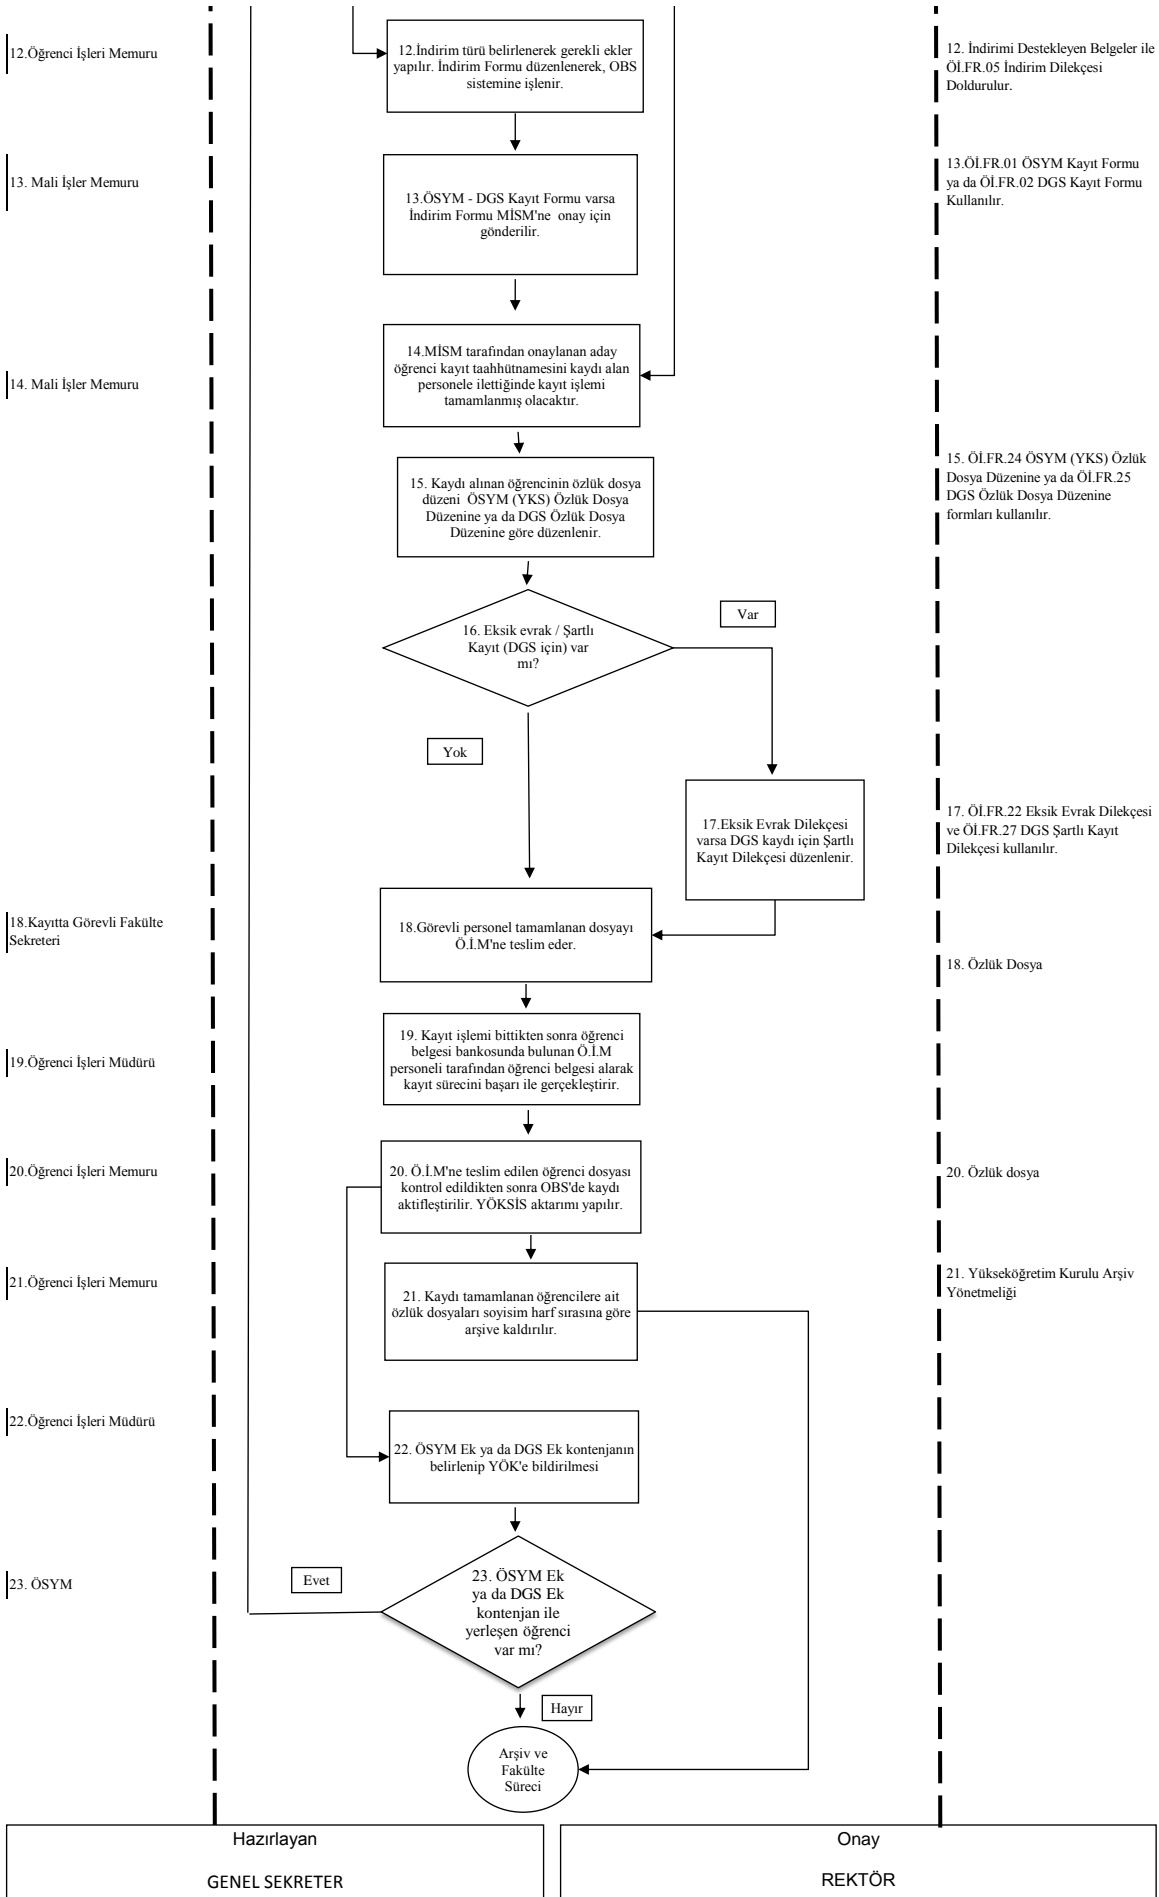 12.Öğrenci İşleri Memuru
12.İndirim türü belirlenerek gerekli ekler
yapılır. İndirim Formu düzenlenerek, OBS
sistemine işlenir.
12. İndirimi Destekleyen Belgeler ile
Öİ.FR.05 İndirim Dilekçesi
Doldurulur.
13. Mali İşler Memuru
13.ÖSYM - DGS Kayıt Formu varsa
İndirim Formu MİSM'ne  onay için
gönderilir.
13.Öİ.FR.01 ÖSYM Kayıt Formu
ya da Öİ.FR.02 DGS Kayıt Formu
Kullanılır.
14. Mali İşler Memuru
14.MİSM tarafından onaylanan aday
öğrenci kayıt taahhütnamesini kaydı alan
personele ilettiğinde kayıt işlemi
tamamlanmış olacaktır.
15. Kaydı alınan öğrencinin özlük dosya
düzeni  ÖSYM (YKS) Özlük Dosya
Düzenine ya da DGS Özlük Dosya
Düzenine göre düzenlenir.
15. Öİ.FR.24 ÖSYM (YKS) Özlük
Dosya Düzenine ya da Öİ.FR.25
DGS Özlük Dosya Düzenine
formları kullanılır.
16. Eksik evrak / Şartlı
Kayıt (DGS için) var
mı?
Var
Yok
17.Eksik Evrak Dilekçesi
varsa DGS kaydı için Şartlı
Kayıt Dilekçesi düzenlenir.
17. Öİ.FR.22 Eksik Evrak Dilekçesi
ve Öİ.FR.27 DGS Şartlı Kayıt
Dilekçesi kullanılır.
18.Kayıtta Görevli Fakülte
Sekreteri
18.Görevli personel tamamlanan dosyayı
Ö.İ.M'ne teslim eder.
18. Özlük Dosya
19.Öğrenci İşleri Müdürü
19. Kayıt işlemi bittikten sonra öğrenci
belgesi bankosunda bulunan Ö.İ.M
personeli tarafından öğrenci belgesi alarak
kayıt sürecini başarı ile gerçekleştirir.
20.Öğrenci İşleri Memuru
20. Ö.İ.M'ne teslim edilen öğrenci dosyası
kontrol edildikten sonra OBS'de kaydı
aktifleştirilir. YÖKSİS aktarımı yapılır.
20. Özlük dosya
21.Öğrenci İşleri Memuru
21. Kaydı tamamlanan öğrencilere ait
özlük dosyaları soyisim harf sırasına göre
arşive kaldırılır.
21. Yükseköğretim Kurulu Arşiv
Yönetmeliği
22.Öğrenci İşleri Müdürü
22. ÖSYM Ek ya da DGS Ek kontenjanın
belirlenip YÖK'e bildirilmesi
23. ÖSYM
Evet
23. ÖSYM Ek
ya da DGS Ek
kontenjan ile
yerleşen öğrenci
var mı?
Hayır
Arşiv ve
Fakülte
Süreci
Hazırlayan
GENEL SEKRETER
Onay
REKTÖR